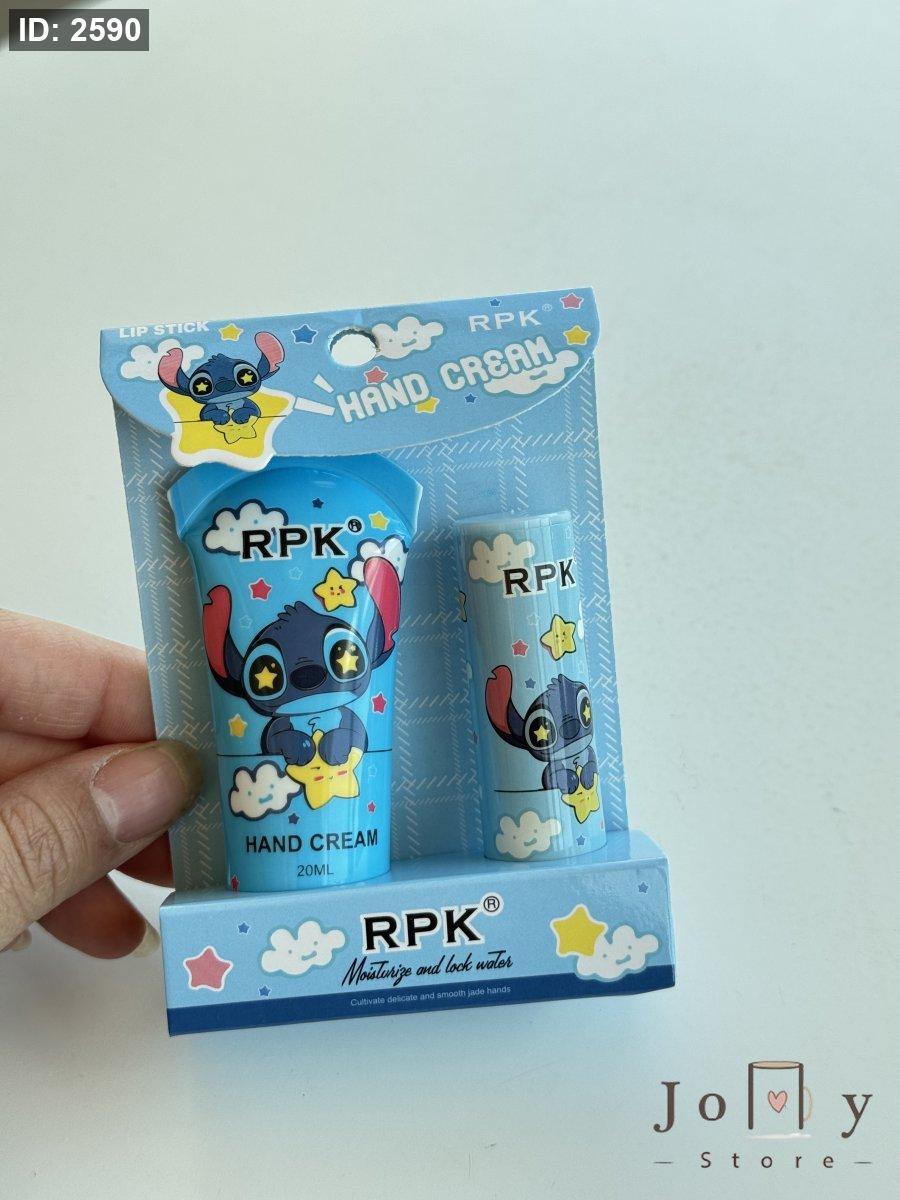 ID: 2590
LIP STICK
RPK®
HAND CREAM
RPK®
HAND CREAM
20ML
RPK
RPK®
Moisturize and lock water
Cultivate delicate and smooth jade hands
Jo y
Store